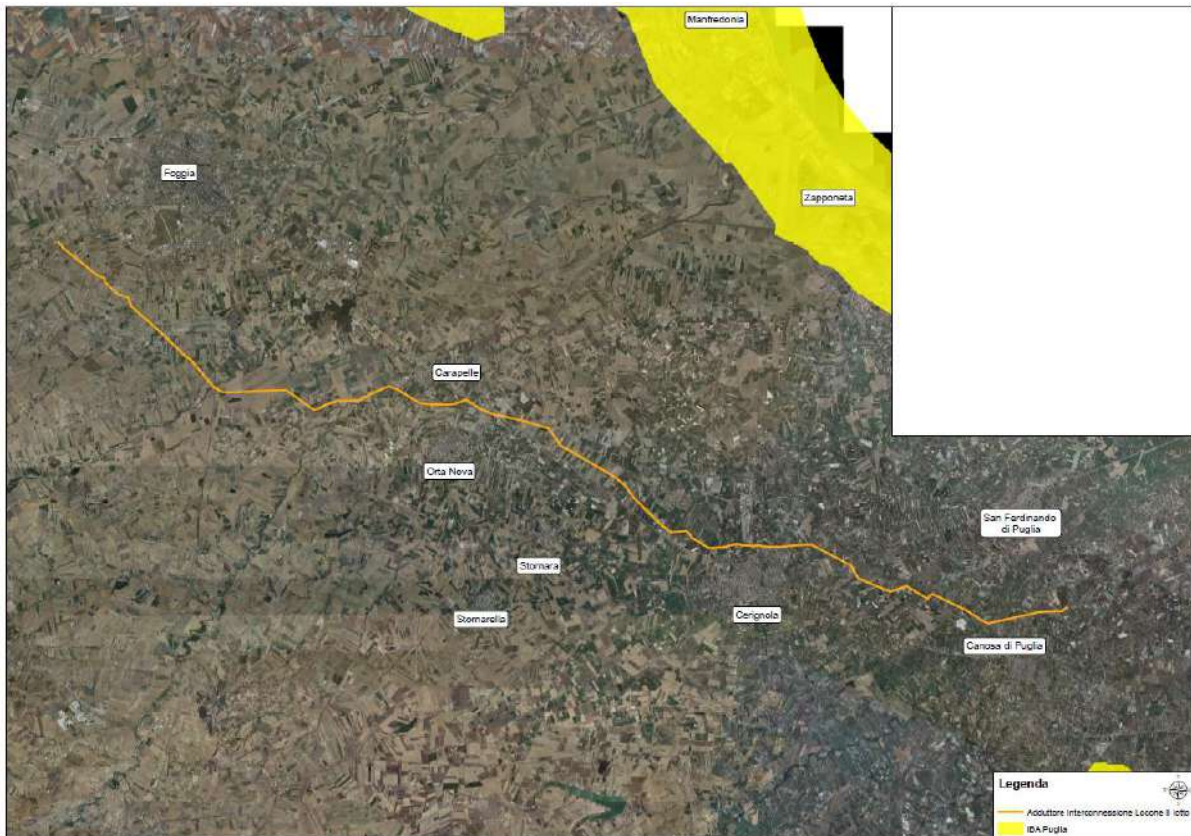 Manfredonia
Foggia
Zapponeta
Carapelle
Orta Nova
San Ferdinando
di Puglia
Stornara
Stornarella
Cerignola
Canosa di Puglia
Legenda
Adduttore Interconnessione Locone II lotto
IBA Puglia